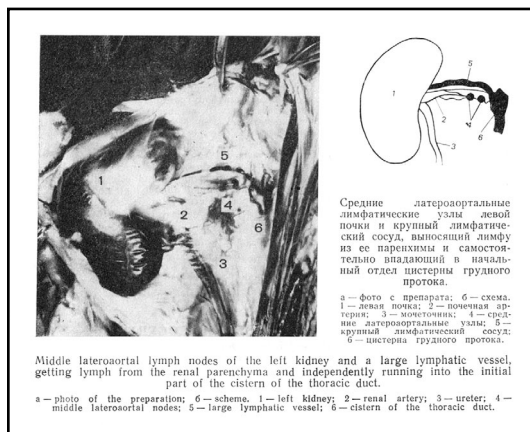 1
5
2
4
3
6
5
1
2
4
6
3
Средние латероаортальные
лимфатические узлы левой
почки и крупный лимфатиче-
ский сосуд, выносящий лимфу
из ее паренхимы и самостоя-
тельно впадающий в началь-
ный отдел цистерны грудного
протока.
а — фото с препарата; б — схема.
1 — левая почка; 2 — почечная ар-
терия; 3 — мочеточник; 4 — сред-
ние латероаортальные узлы; 5 —
крупный лимфатический сосуд;
6 — цистерна грудного протока.
Middle lateroaortal lymph nodes of the left kidney and a large lymphatic vessel,
getting lymph from the renal parenchyma and independently running into the initial
part of the cistern of the thoracic duct.
a — photo of the preparation; б — scheme. 1 — left kidney; 2 — renal artery; 3 — ureter; 4 —
middle lateroaortal nodes; 5 — large lymphatic vessel; 6 — cistern of the thoracic duct.